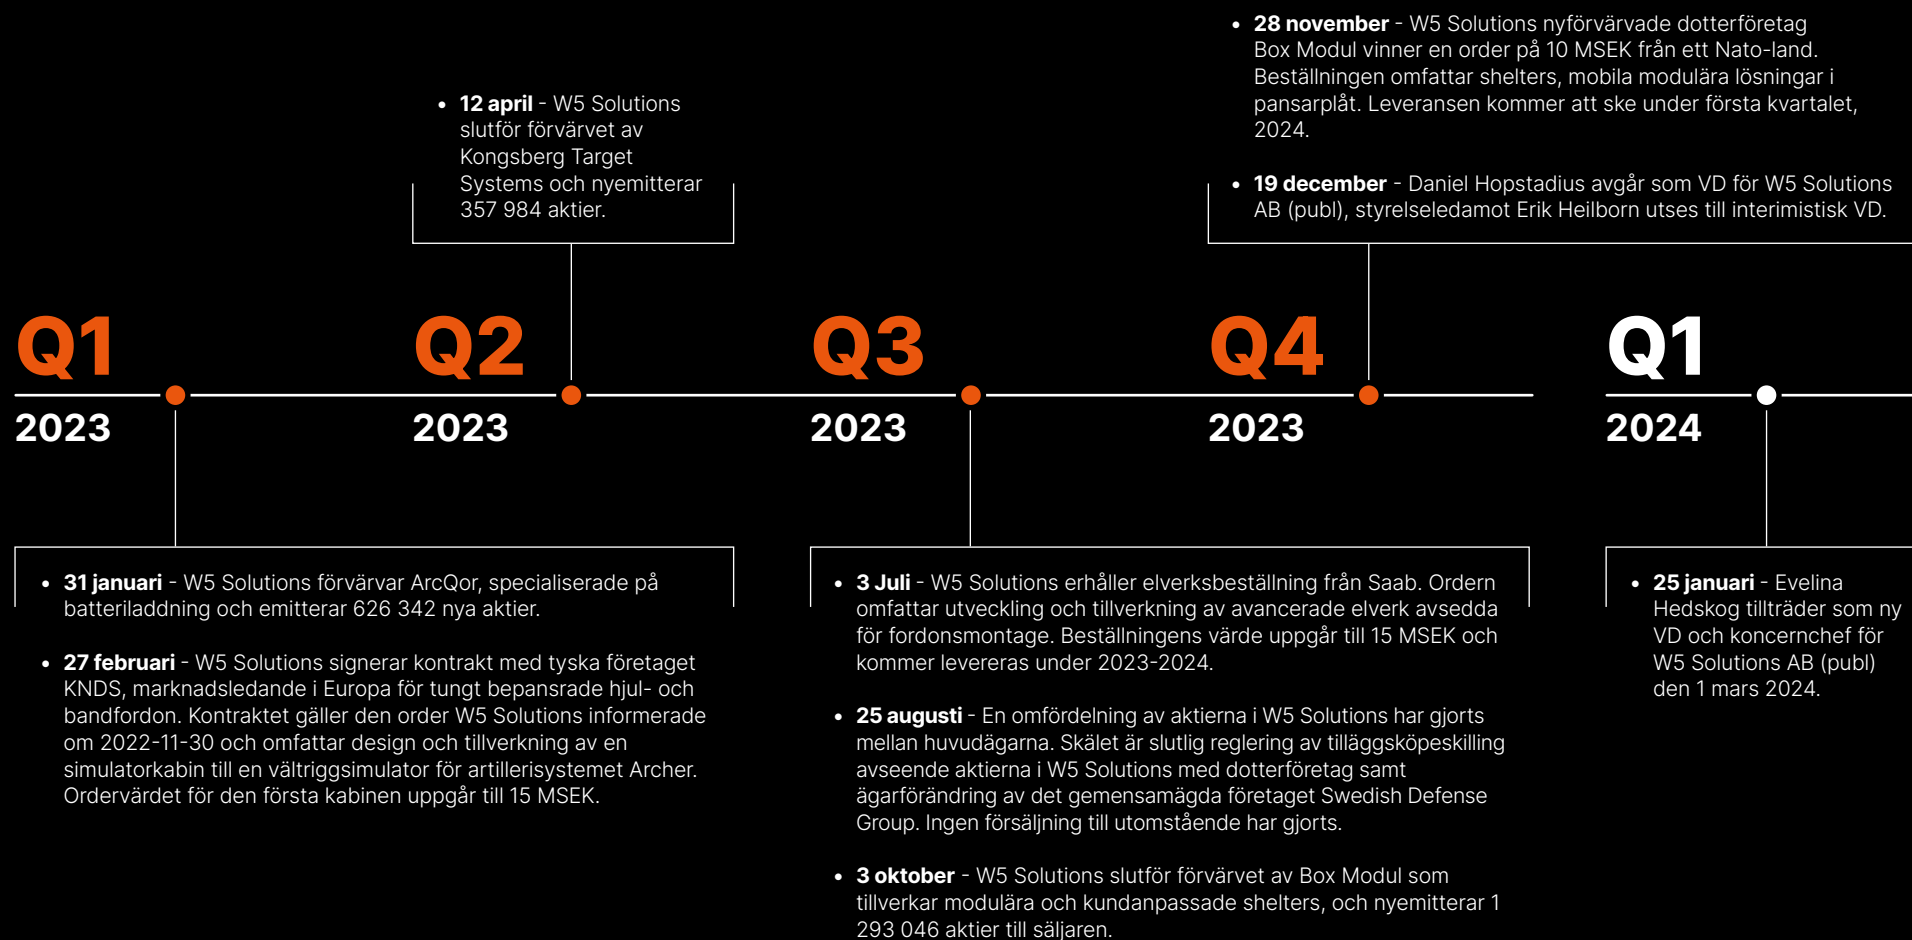 • 28 november - W5 Solutions nyförvärvade dotterföretag
Box Modul vinner en order på 10 MSEK från ett Nato-land.
Beställningen omfattar shelters, mobila modulära lösningar i
pansarplåt. Leveransen kommer att ske under första kvartalet,
2024.
• 19 december - Daniel Hopstadius avgår som VD för W5 Solutions
AB (publ), styrelseledamot Erik Heilborn utses till interimistisk VD.
• 12 april - W5 Solutions
slutför förvärvet av
Kongsberg Target
Systems och nyemitterar
357 984 aktier.
Q1
2023
Q2
2023
Q3
2023
Q4
2023
Q1
2024
• 31 januari - W5 Solutions förvärvar ArcQor, specialiserade på
batteriladdning och emitterar 626 342 nya aktier.
• 27 februari - W5 Solutions signerar kontrakt med tyska företaget
KNDS, marknadsledande i Europa för tungt bepansrade hjul- och
bandfordon. Kontraktet gäller den order W5 Solutions informerade
om 2022-11-30 och omfattar design och tillverkning av en
simulatorkabin till en vältriggsimulator för artillerisystemet Archer.
Ordervärdet för den första kabinen uppgår till 15 MSEK.
• 3 Juli - W5 Solutions erhåller elverksbeställning från Saab. Ordern
omfattar utveckling och tillverkning av avancerade elverk avsedda
för fordonsmontage. Beställningens värde uppgår till 15 MSEK och
kommer levereras under 2023-2024.
• 25 augusti - En omfördelning av aktierna i W5 Solutions har gjorts
mellan huvudägarna. Skälet är slutlig reglering av tilläggsköpeskilling
avseende aktierna i W5 Solutions med dotterföretag samt
ägarförändring av det gemensamägda företaget Swedish Defense
Group. Ingen försäljning till utomstående har gjorts.
• 3 oktober - W5 Solutions slutför förvärvet av Box Modul som
tillverkar modulära och kundanpassade shelters, och nyemitterar 1
293 046 aktier till säljaren.
• 25 januari - Evelina
Hedskog tillträder som ny
VD och koncernchef för
W5 Solutions AB (publ)
den 1 mars 2024.